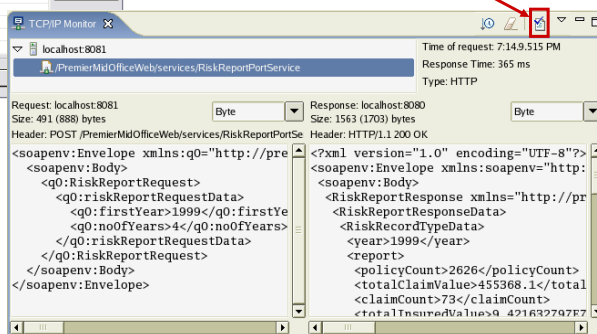 TCP/IP Monitor
localhost:8081
/PremierMidOfficeWeb/services/RiskReportPortService
Time of request: 7:14.9.515 PM
Response Time: 365 ms
Type: HTTP
Request: localhost:8081
Size: 491 (888) bytes
Header: POST /PremierMidOfficeWeb/services/RiskReportPortSe
Byte
<soapenv:Envelope xmlns:q0="http://pre
<soapenv:Body>
<q0:RiskReportRequest>
<q0:riskReportRequestData>
<q0:firstYear>1999</q0:firstYe
<q0:noOfYears>4</q0:noOfYears>
</q0:riskReportRequestData>
</q0:RiskReportRequest>
</soapenv:Body>
</soapenv:Envelope>
Response: localhost:8080
Size: 1563 (1703) bytes
Header: HTTP/1.1 200 OK
Byte
<?xml version="1.0" encoding="UTF-8"?>
<soapenv:Envelope xmlns:soapenv="http:
<soapenv:Body>
<RiskReportResponse xmlns="http://pr
<RiskReportResponseData>
<RiskRecordTypeData>
<year>1999</year>
<report>
<policyCount>2626</policyCount>
<totalClaimValue>455368.1</total
<claimCount>73</claimCount>
<totalInsuredValue>9.421632797E7